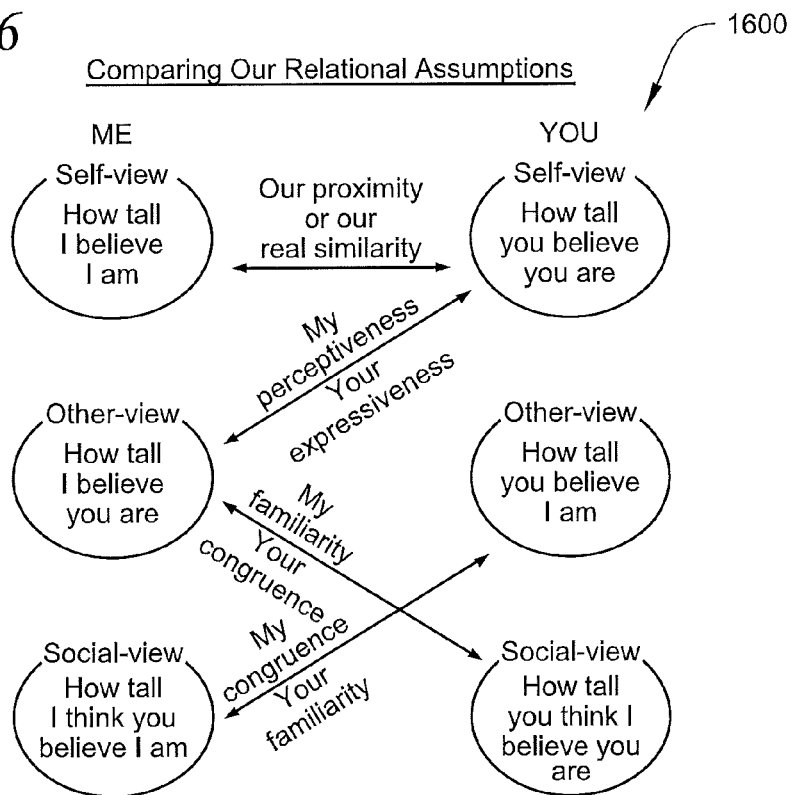 6
1600
Comparing Our Relational Assumptions
ME
YOU
Self-view
How tall
I believe
I am
Our proximity
or our
real similarity
Self-view
How tall
you believe
you are
My
perceptiveness
Your
expressiveness
Other-view
How tall
I believe
you are
Other-view
How tall
you believe
I am
My
familiarity
Your
congruence
My
congruence
Your
familiarity
Social-view
How tall
I think you
believe I am
Social-view
How tall
you think I
believe you
are